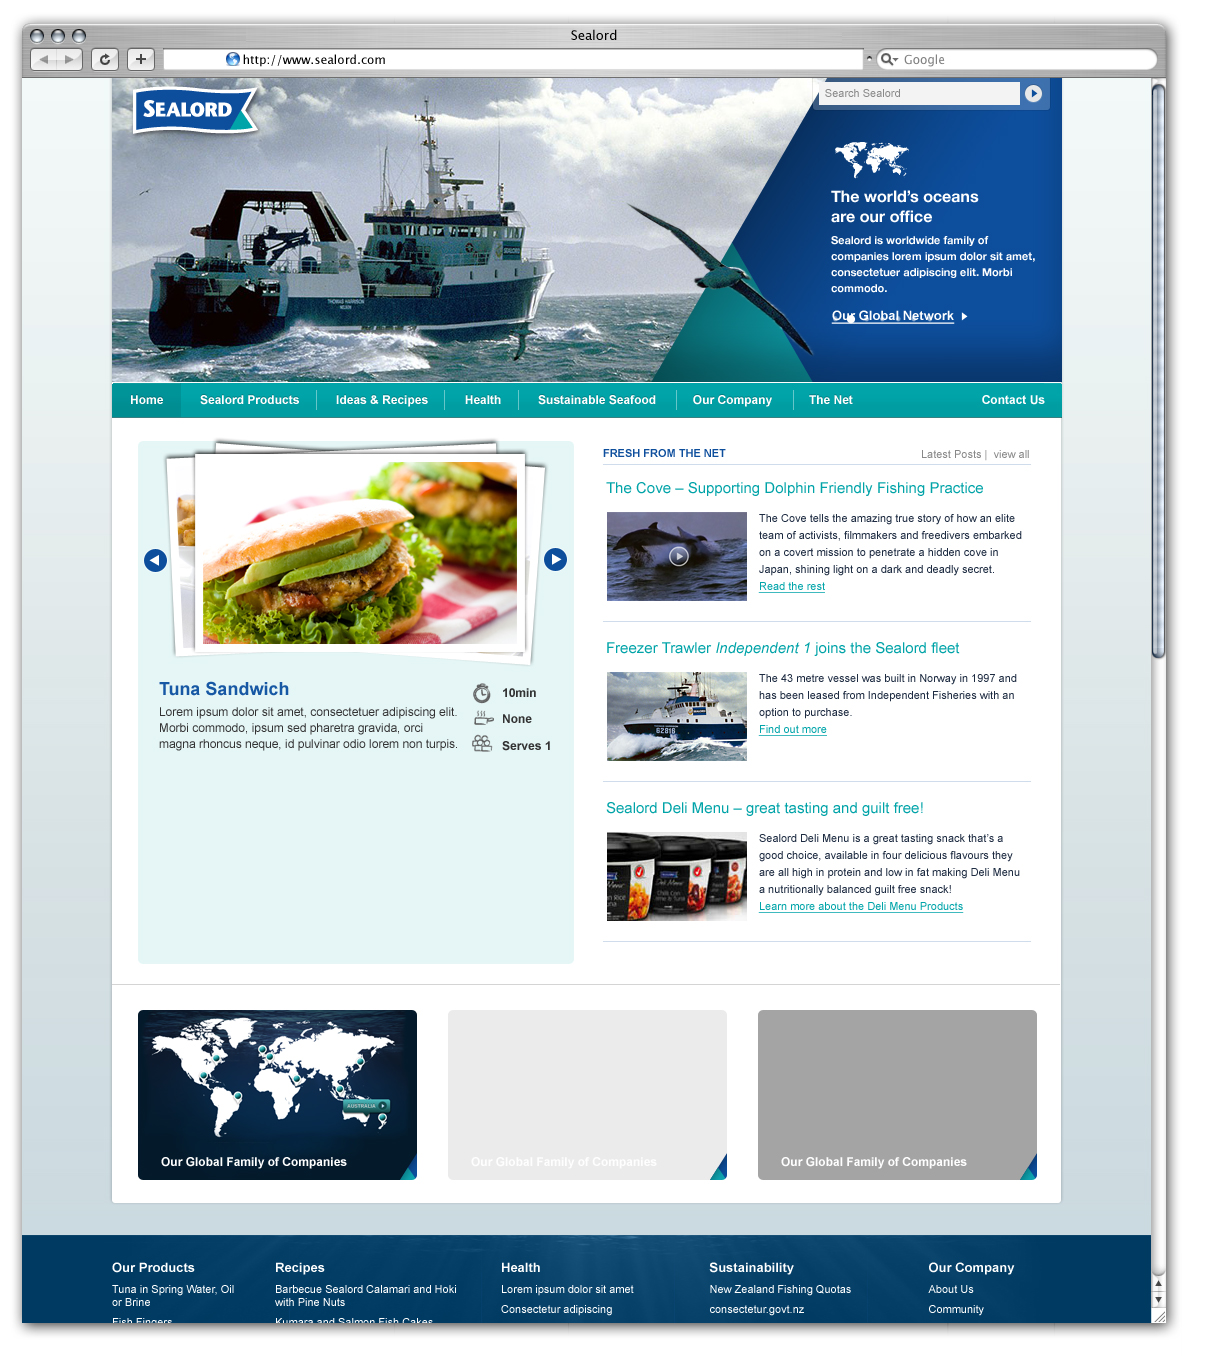 Sealord
http://www.sealord.com
Google
SEALORD
Search Sealord
The world's oceans
are our office
Sealord is worldwide family of
companies lorem ipsum dolor sit amet,
consectetuer adipiscing elit. Morbi
commodo.
Our Global Network
THOMAS HARRISON
Home
Sealord Products
Ideas & Recipes
Health
Sustainable Seafood
Our Company
The Net
Contact Us
Tuna Sandwich
Lorem ipsum dolor sit amet, consectetuer adipiscing elit.
Morbi commodo, ipsum sed pharetra gravida, orci
magna rhoncus neque, id pulvinar odio lorem non turpis.
10min
None
Serves 1
FRESH FROM THE NET
Latest Posts | view all
The Cove – Supporting Dolphin Friendly Fishing Practice
The Cove tells the amazing true story of how an elite
team of activists, filmmakers and freedivers embarked
on a covert mission to penetrate a hidden cove in
Japan, shining light on a dark and deadly secret.
Read the rest
Freezer Trawler Independent 1 joins the Sealord fleet
62816
The 43 metre vessel was built in Norway in 1997 and
has been leased from Independent Fisheries with an
option to purchase.
Find out more
Sealord Deli Menu – great tasting and guilt free!
Sealord Deli Menu is a great tasting snack that's a
good choice, available in four delicious flavours they
are all high in protein and low in fat making Deli Menu
a nutritionally balanced guilt free snack!
Learn more about the Deli Menu Products
AUSTRALIA
Our Global Family of Companies
Our Global Family of Companies
Our Global Family of Companies
Our Products
Tuna in Spring Water, Oil
or Brine
Fish Fingers
Recipes
Barbecue Sealord Calamari and Hoki
with Pine Nuts
Kumara and Salmon Fish Cakes
Health
Lorem ipsum dolor sit amet
Consectetur adipiscing
Sustainability
New Zealand Fishing Quotas
consectetur.govt.nz
Our Company
About Us
Community